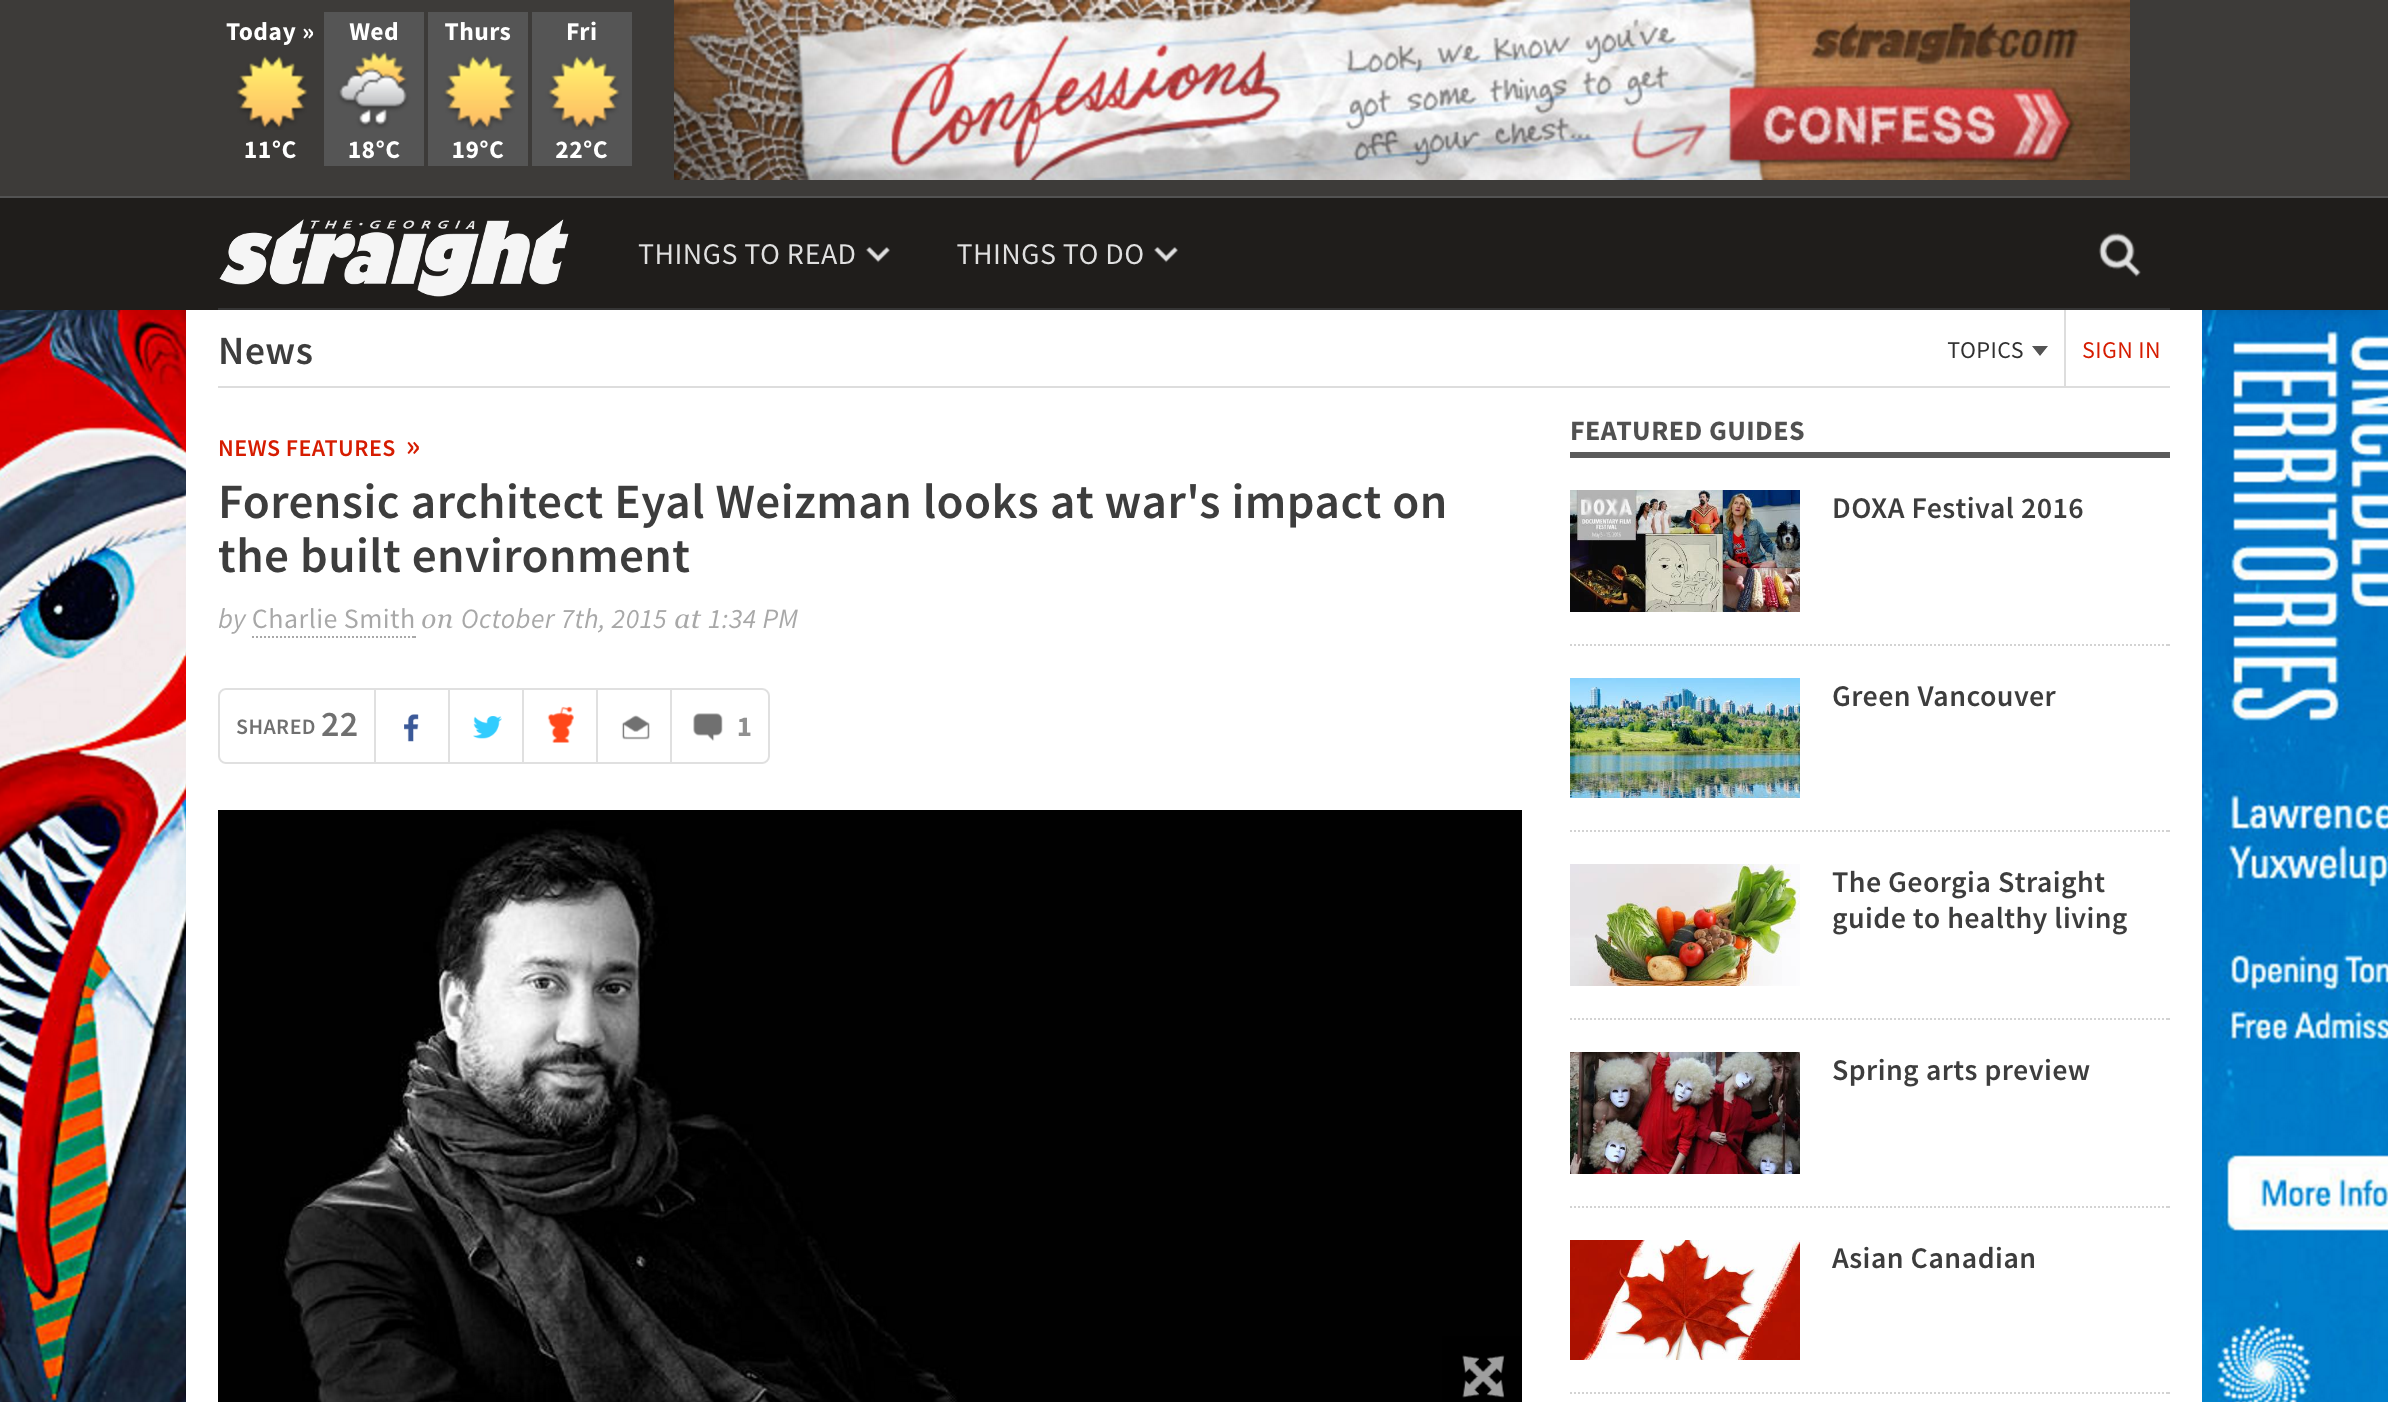 Today » Wed Thurs Fri
11°C 18°C 19°C 22°C
Confessions
Look, we know you've
got some things to get
off your chest...
straight.com
CONFESS
THE·GEORGIA
straight
THINGS TO READ
THINGS TO DO
News
TOPICS
SIGN IN
NEWS FEATURES »
Forensic architect Eyal Weizman looks at war's impact on
the built environment
by Charlie Smith on October 7th, 2015 at 1:34 PM
SHARED 22
1
FEATURED GUIDES
DOXA
DOCUMENTARY FILM
FESTIVAL
DOXA Festival 2016
Green Vancouver
The Georgia Straight
guide to healthy living
Spring arts preview
Asian Canadian
TERRITORIES
Lawrence
Yuxwelup
Opening Ton
Free Admiss
More Info